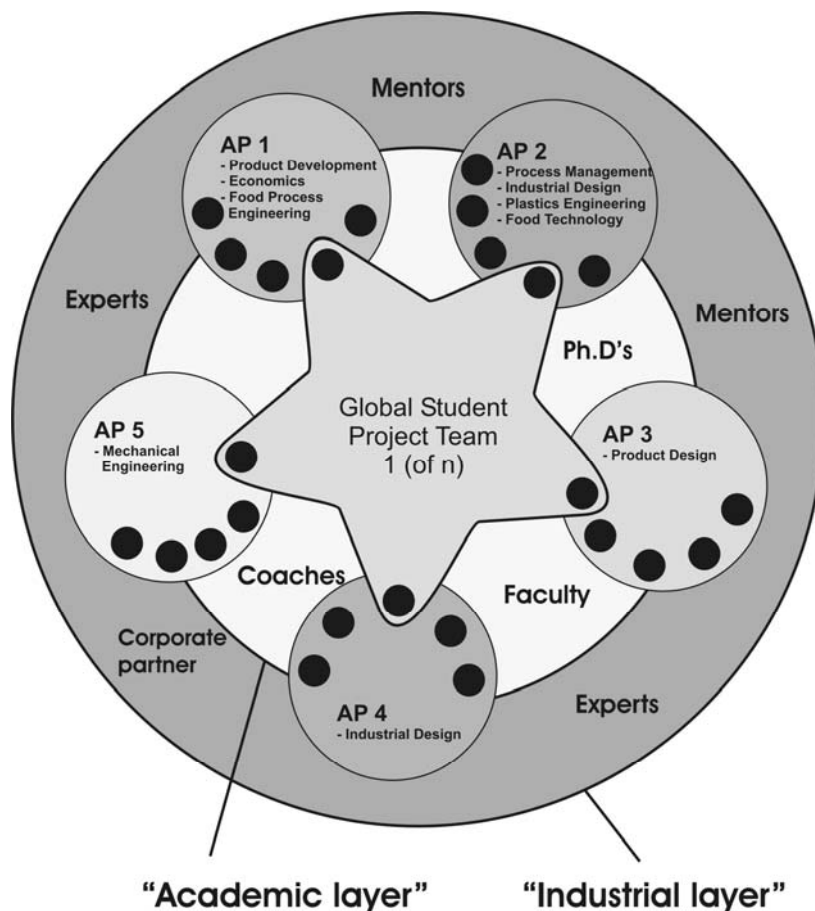 Mentors
AP 1
- Product Development
- Economics
- Food Process
Engineering
AP 2
- Process Management
- Industrial Design
- Plastics Engineering
- Food Technology
Experts
Mentors
Ph.D's
Global Student
Project Team
1 (of n)
AP 5
- Mechanical
Engineering
AP 3
- Product Design
Coaches
Faculty
Corporate
partner
AP 4
- Industrial Design
Experts
“Academic layer”
“Industrial layer”